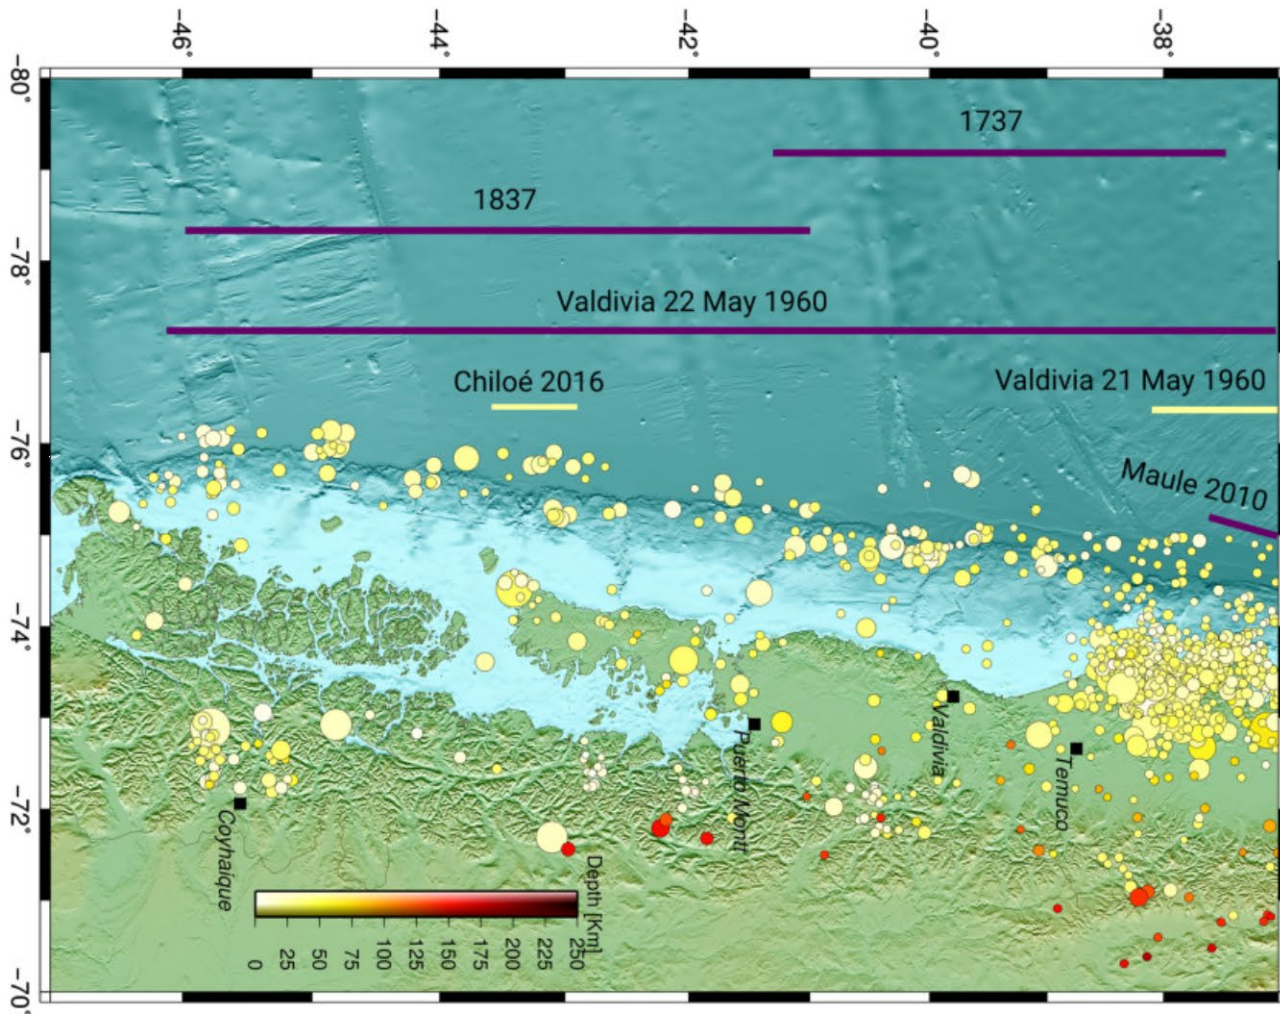 −46°
−44°
−42°
−40°
−38°
−80°
−78°
−76°
−74°
−72°
−70°
1737
1837
Valdivia 22 May 1960
Chiloé 2016
Valdivia 21 May 1960
Maule 2010
Valdivia
Temuco
Puerto Montt
Coyhaique
Depth [Km]
0
25
50
75
100
125
150
175
200
225
250